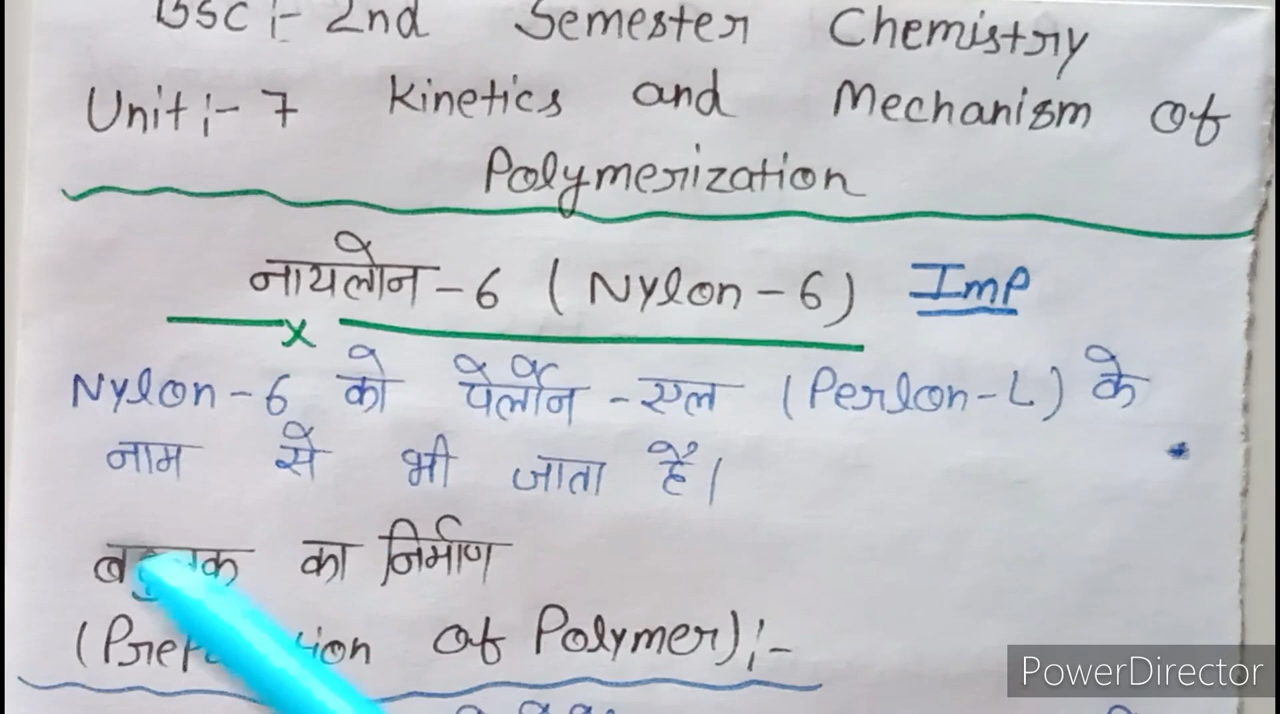 BSC :- 2nd Semester Chemistry
Unit :- 7 Kinetics and Mechanism of
Polymerization
नायलोन - 6 ( Nylon - 6 ) Imp
Nylon - 6 को पेर्लोन - एल ( Perlon - L ) के
नाम से भी जाता है।
का निर्माण
of Polymer) :-
PowerDirector